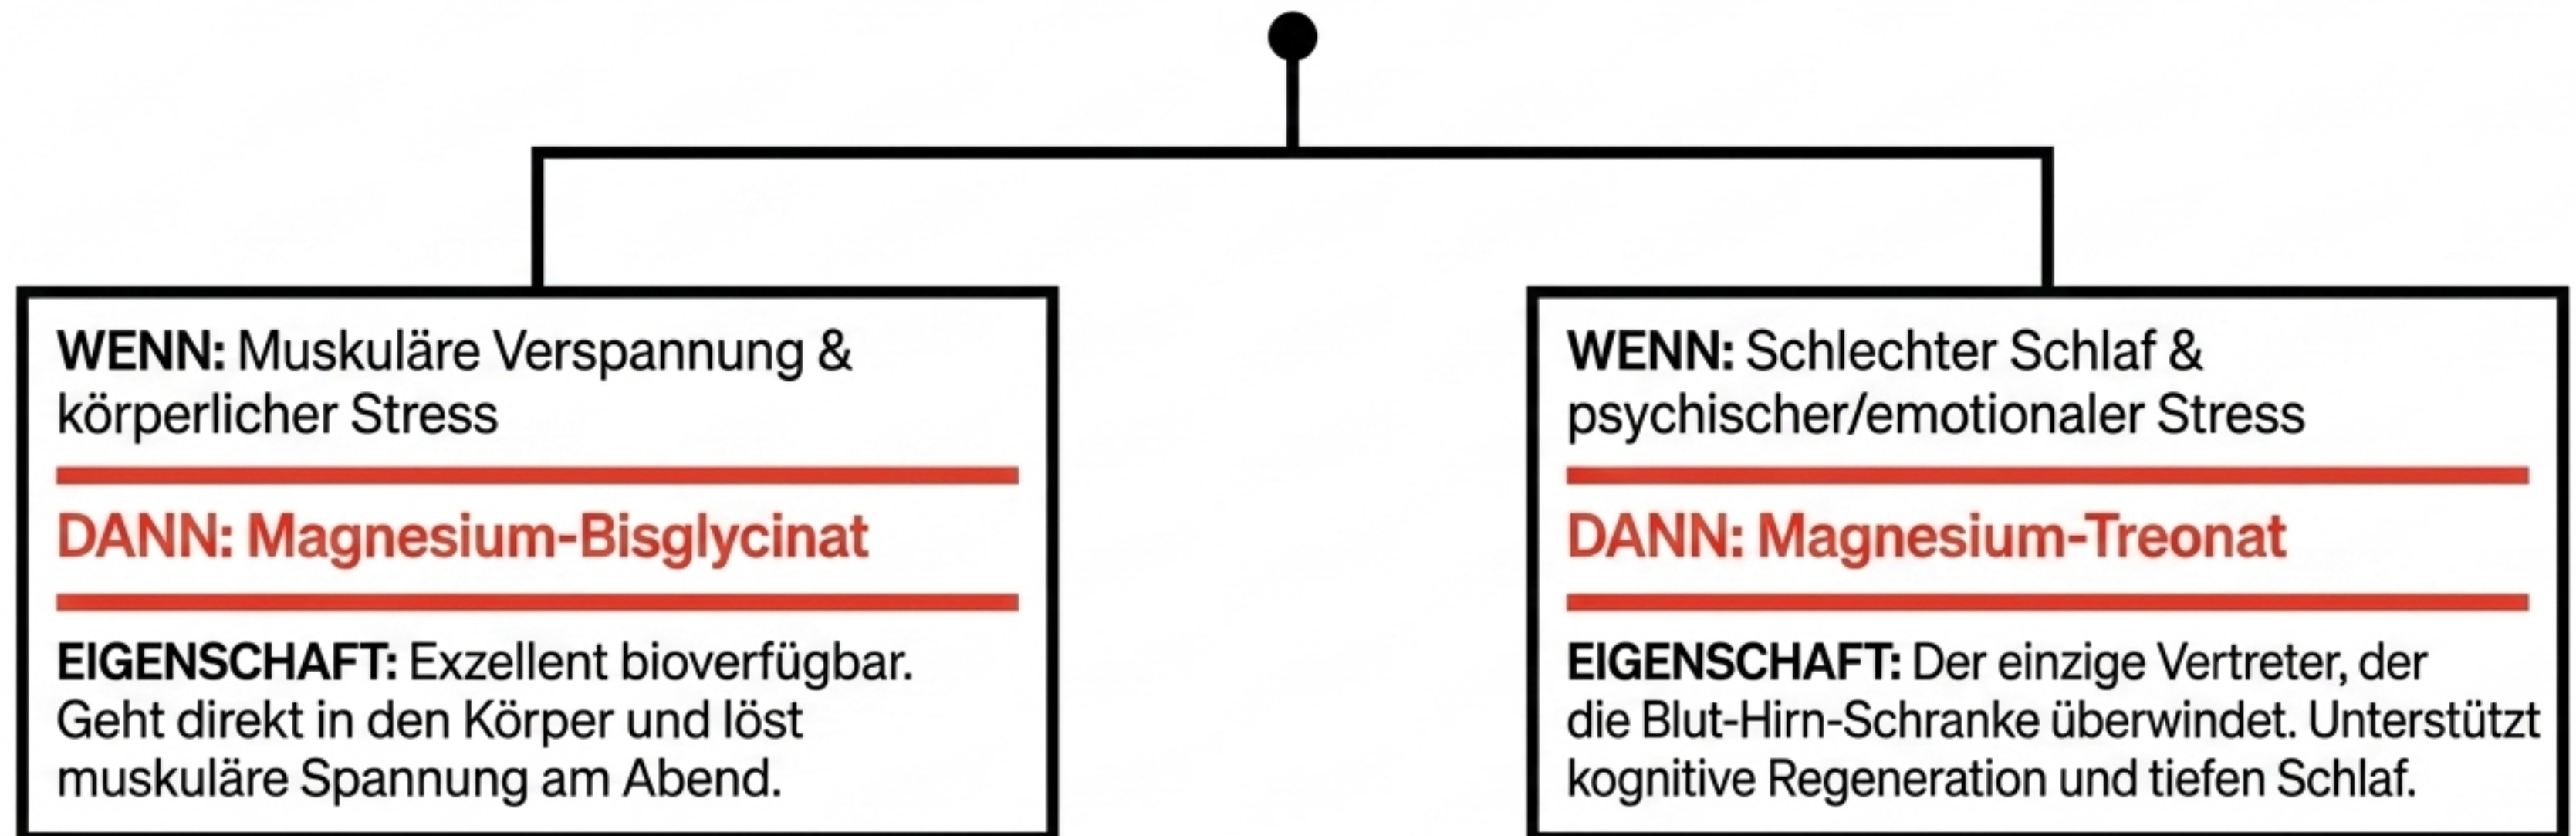 WENN: Muskuläre Verspannung &
körperlicher Stress
DANN: Magnesium-Bisglycinat
EIGENSCHAFT: Exzellent bioverfügbar.
Geht direkt in den Körper und löst
muskuläre Spannung am Abend.
WENN: Schlechter Schlaf &
psychischer/emotionaler Stress
DANN: Magnesium-Treonat
EIGENSCHAFT: Der einzige Vertreter, der
die Blut-Hirn-Schranke überwindet. Unterstützt
kognitive Regeneration und tiefen Schlaf.